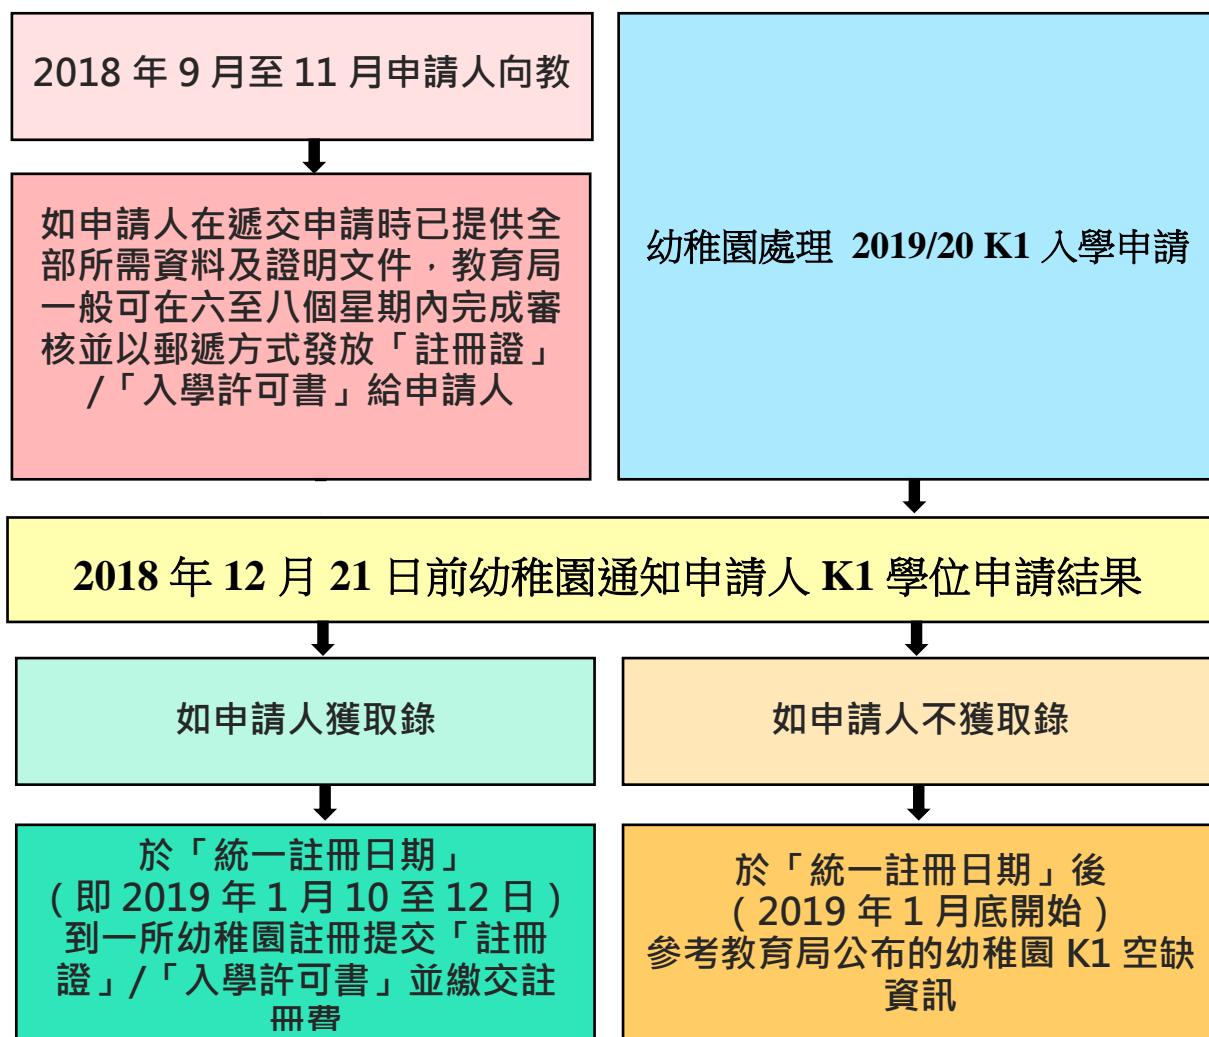 2018 年 9 月至 11 月申請人向教
如申請人在遞交申請時已提供全
部所需資料及證明文件，教育局
一般可在六至八個星期內完成審
核並以郵遞方式發放「註冊證」
/「入學許可書」給申請人
幼稚園處理 2019/20 K1 入學申請
2018 年 12 月 21 日前幼稚園通知申請人 K1 學位申請結果
如申請人獲取錄
如申請人不獲取錄
於「統一註冊日期」
（即 2019 年 1 月 10 至 12 日）
到一所幼稚園註冊提交「註冊
證」/「入學許可書」並繳交註
冊費
於「統一註冊日期」後
（2019 年 1 月底開始）
參考教育局公布的幼稚園 K1 空缺
資訊